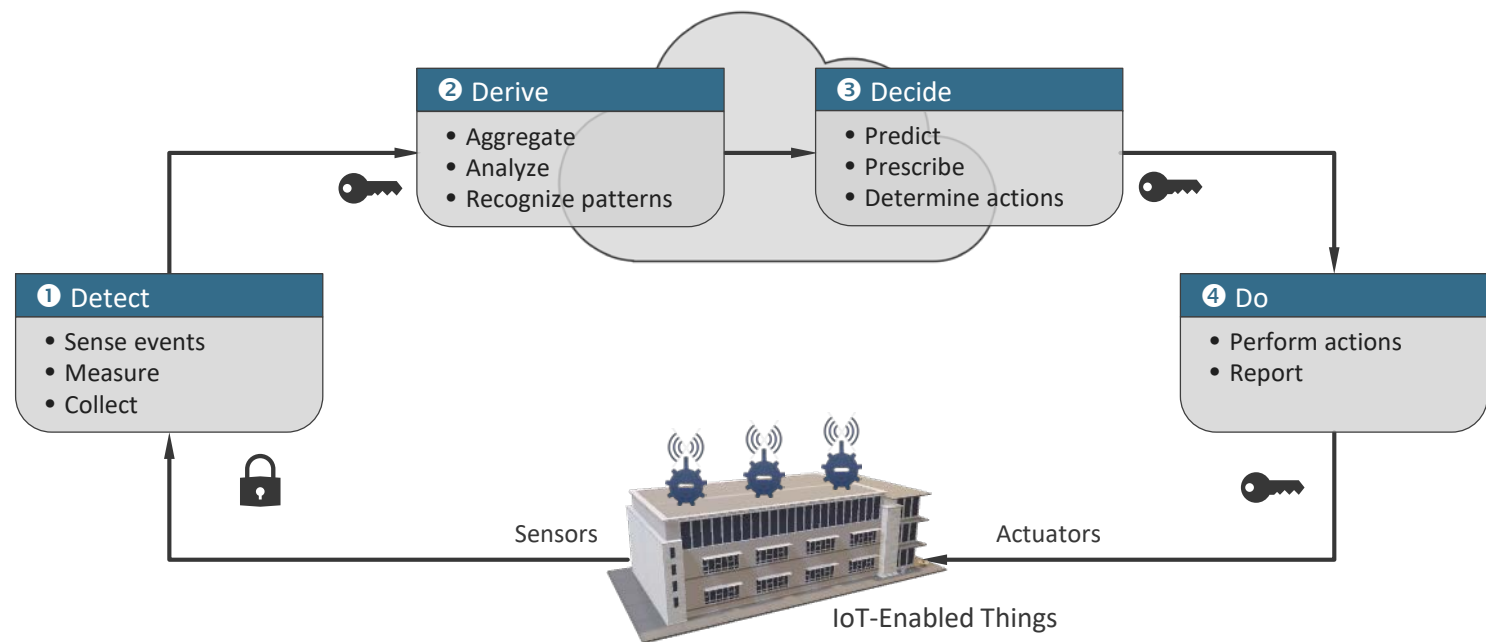 ❷ Derive
• Aggregate
• Analyze
• Recognize patterns
❸ Decide
• Predict
• Prescribe
• Determine actions
❶ Detect
• Sense events
• Measure
• Collect
❹ Do
• Perform actions
• Report
Sensors
Actuators
IoT-Enabled Things